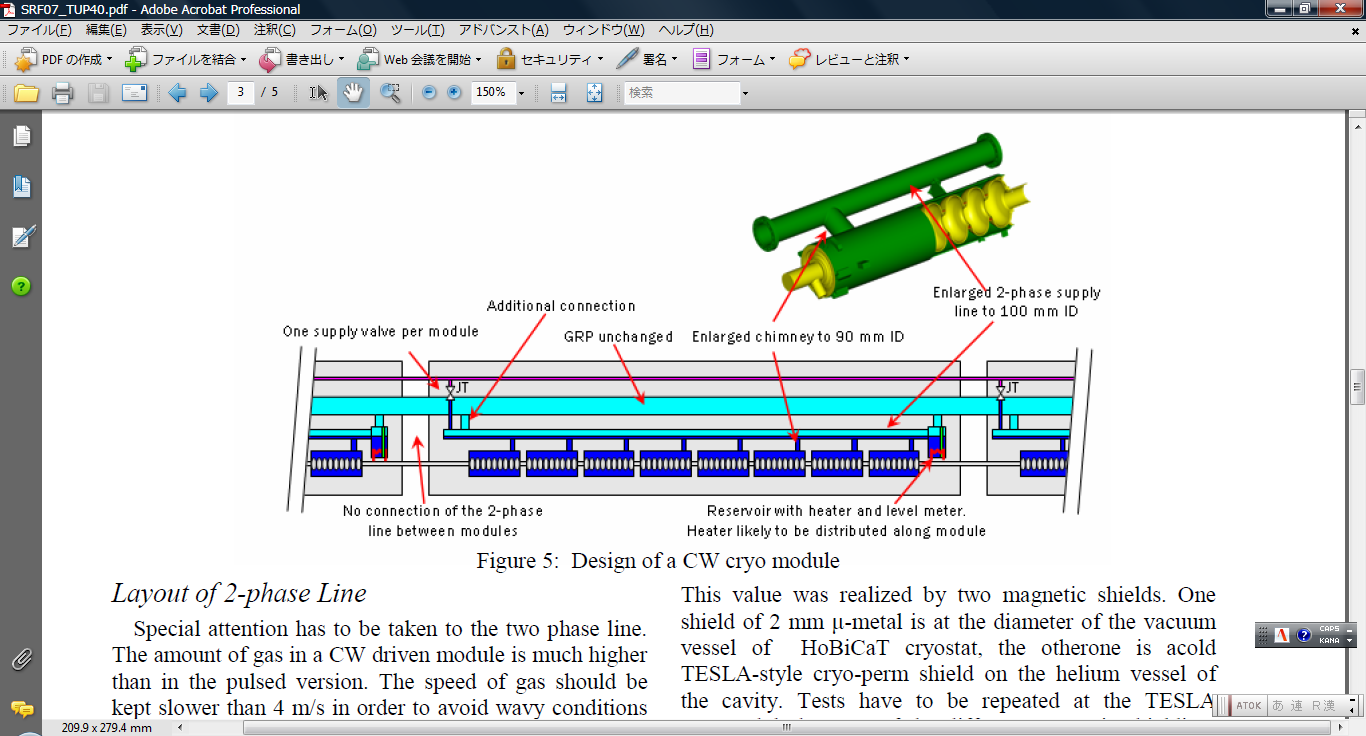 SRF07_TUP40.pdf - Adobe Acrobat Professional
ファイル(F) 編集(E) 表示(V) 文書(D) 注釈(C) フォーム(O) ツール(T) アドバンスト(A) ウィンドウ(W) ヘルプ(H)
PDF の作成 ファイルを結合 書き出し Web 会議を開始 セキュリティ 署名 フォーム レビューと注釈
3 / 5 150% 検索
Enlarged 2-phase supply
line to 100 mm ID
Additional connection
One supply valve per module
GRP unchanged
Enlarged chimney to 90 mm ID
JT
JT
No connection of the 2-phase
line between modules
Reservoir with heater and level meter.
Heater likely to be distributed along module
Figure 5: Design of a CW cryo module
Layout of 2-phase Line
Special attention has to be taken to the two phase line.
The amount of gas in a CW driven module is much higher
than in the pulsed version. The speed of gas should be
kept slower than 4 m/s in order to avoid wavy conditions
This value was realized by two magnetic shields. One
shield of 2 mm μ-metal is at the diameter of the vacuum
vessel of HoBiCaT cryostat, the otherone is acold
TESLA-style cryo-perm shield on the helium vessel of
the cavity. Tests have to be repeated at the TESLA
CAPS
KANA
ATOK あ 連 R漢
209.9 x 279.4 mm